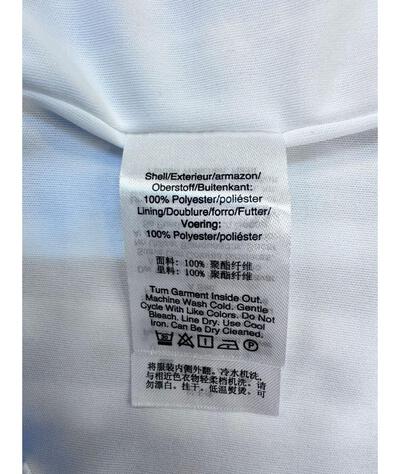 Shell/Exterieur/armazon/
Oberstoff/Buitenkant:
100% Polyester/poliéster
Lining/Doublure/forro/Futter/
Voering:
100% Polyester/poliéster
面料: 100% 聚酯纤维
里料: 100% 聚酯纤维
Turn Garment Inside Out.
Machine Wash Cold. Gentle
Cycle With Like Colors. Do Not
Bleach. Line Dry. Use Cool
Iron. Can Be Dry Cleaned.
将服装内侧外翻。冷水机洗。
与相近色衣物轻柔档机洗。请
勿漂白。挂干。低温熨烫。可